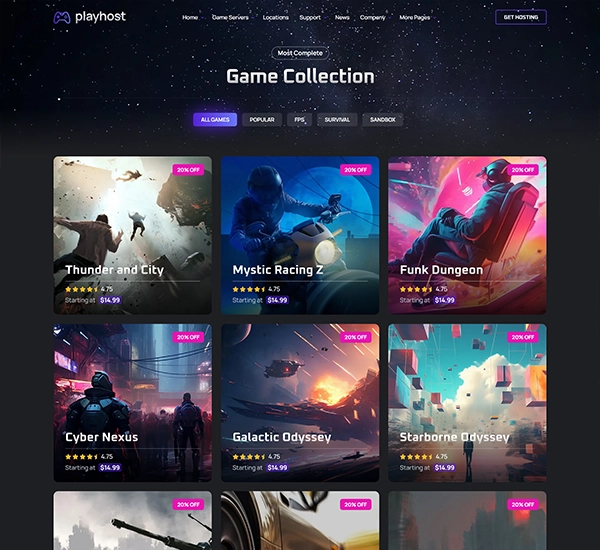 playhost
Home Game Servers Locations Support News Company More Pages
GET HOSTING
Most Complete
Game Collection
ALL GAMES POPULAR FPS SURVIVAL SANDBOX
20% OFF 20% OFF 20% OFF
Thunder and City Mystic Racing Z Funk Dungeon
4.75 4.75 4.75
Starting at $14.99 Starting at $14.99 Starting at $14.99
20% OFF 20% OFF 20% OFF
Cyber Nexus Galactic Odyssey Starborne Odyssey
4.75 4.75 4.75
Starting at $14.99 Starting at $14.99 Starting at $14.99
20% OFF 20% OFF 20% OFF